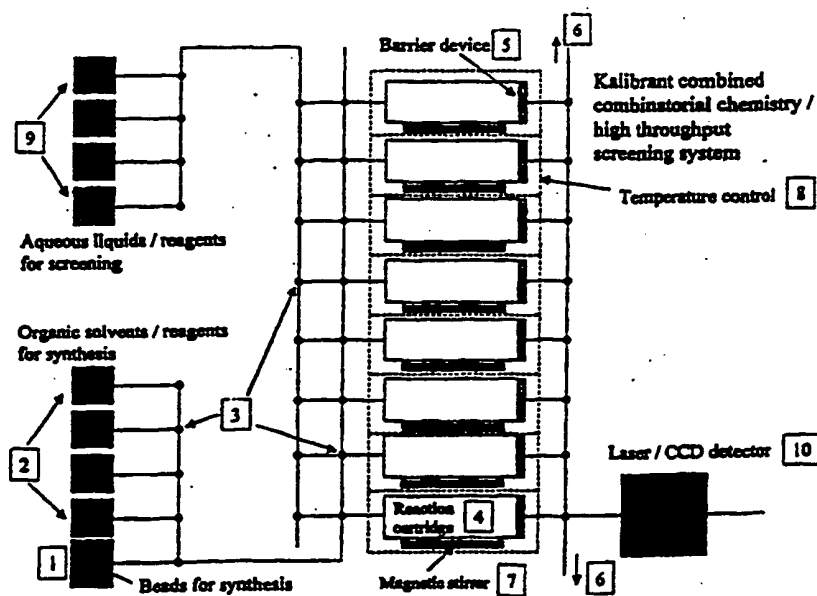 6
Barrier device 5
Kalibrant combined
combinatorial chemistry /
high throughput
screening system
9
Temperature control 8
Aqueous liquids / reagents
for screening
Organic solvents / reagents
for synthesis
3
2
Laser / CCD detector 10
Reaction
cartridge 4
1
Beads for synthesis
Magnetic stirrer 7
6